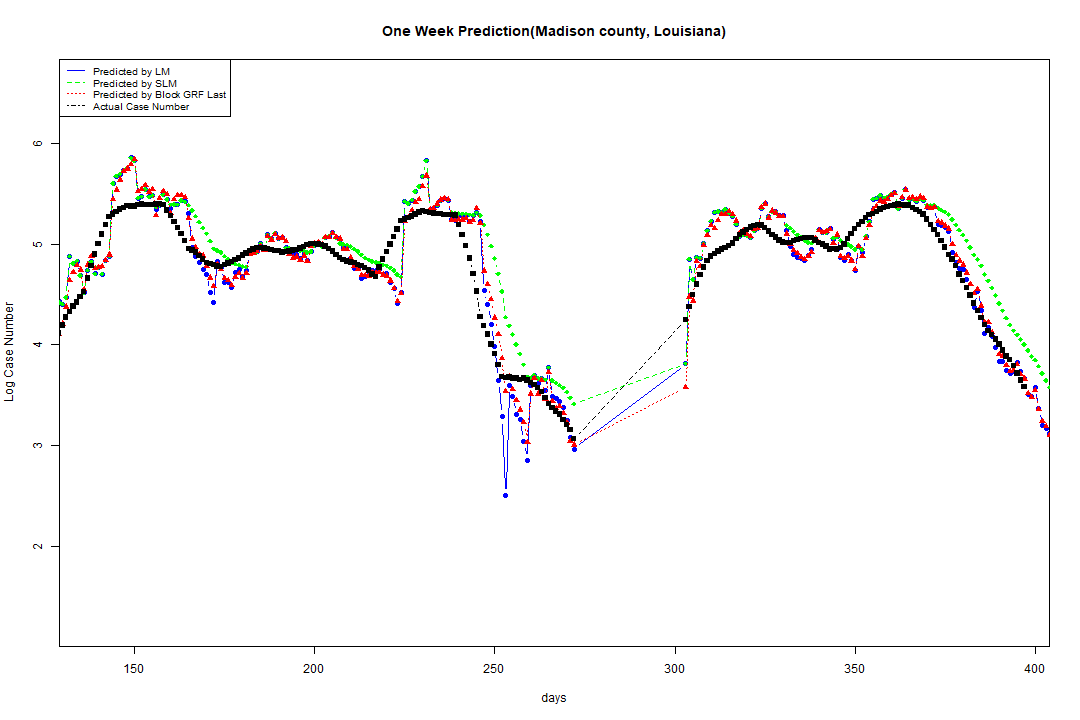 One Week Prediction(Madison county, Louisiana)
Predicted by LM
Predicted by SLM
Predicted by Block GRF Last
Actual Case Number
Log Case Number
6
5
4
3
2
150
200
250
300
350
400
days